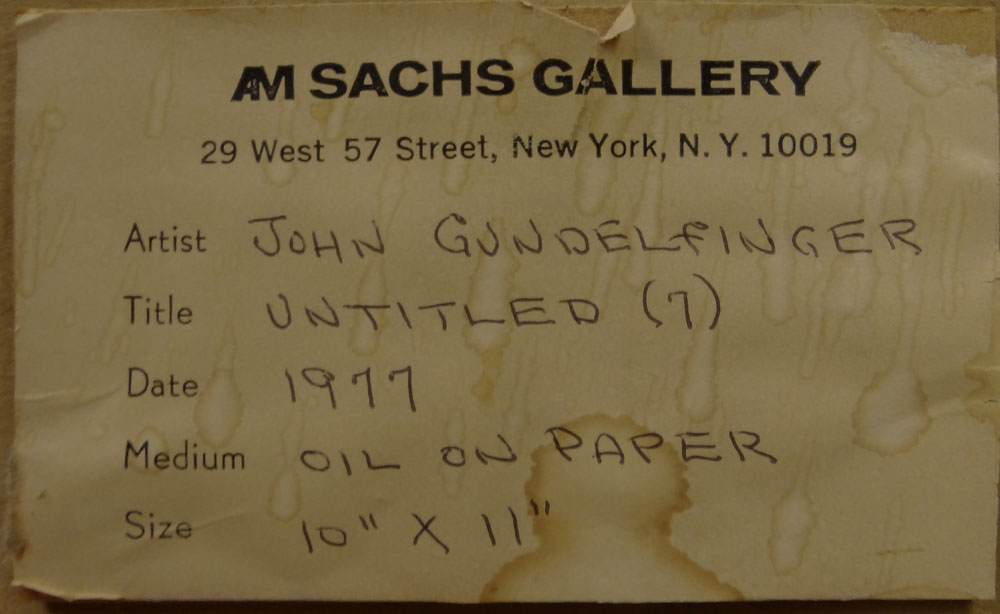 AM SACHS GALLERY
29 West 57 Street, New York, N. Y. 10019
Artist JOHN GUNDELFINGER
Title UNTITLED (7)
Date 1977
Medium OIL ON PAPER
Size 10" X 11"